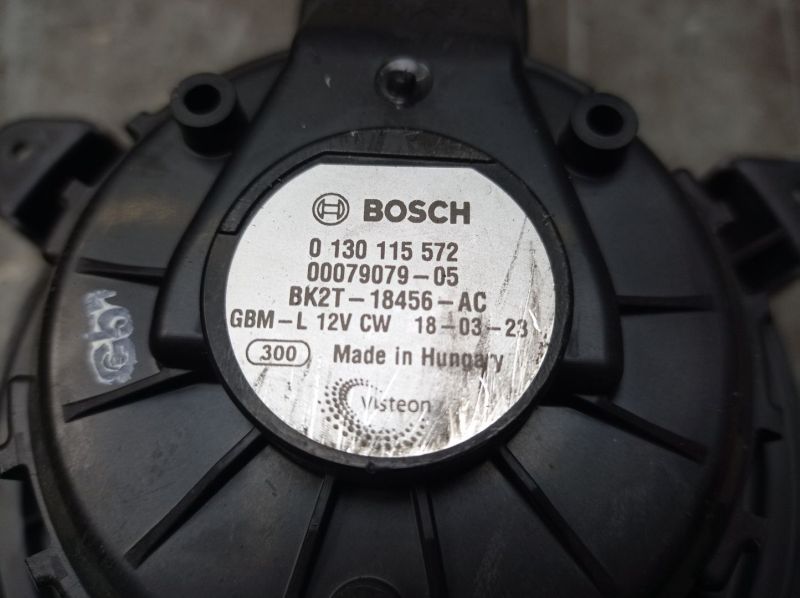 BOSCH
0 130 115 572
00079079-05
BK2T-18456-AC
GBM-L 12V CW 18-03-23
300 Made in Hungary
Visteon